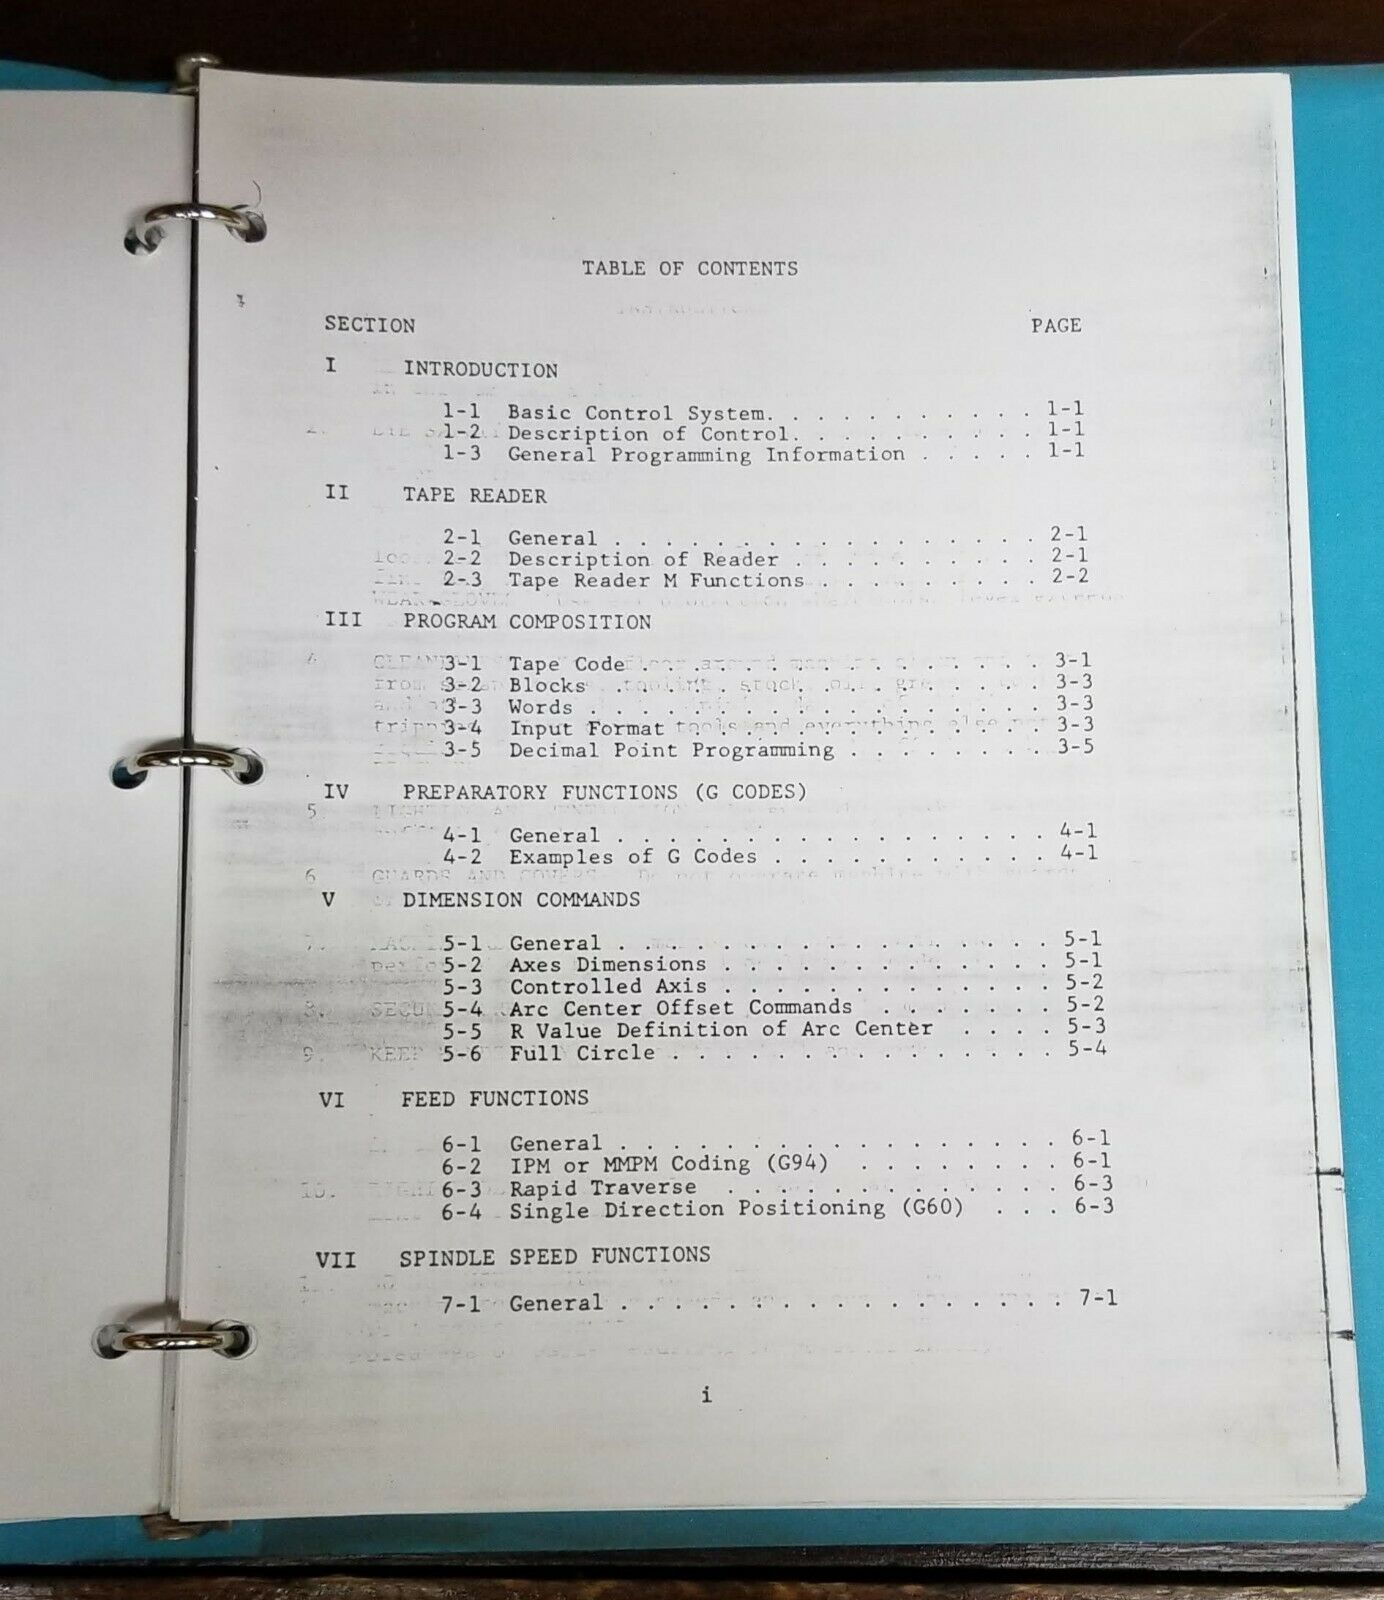 TABLE OF CONTENTS
SECTION PAGE
I INTRODUCTION
1-1 Basic Control System. . . . . . . . . . . 1-1
1-2 Description of Control. . . . . . . . . . 1-1
1-3 General Programming Information . . . . . 1-1
II TAPE READER
2-1 General . . . . . . . . . . . . . . . . . 2-1
2-2 Description of Reader . . . . . . . . . . 2-1
2-3 Tape Reader M Functions . . . . . . . . . 2-2
III PROGRAM COMPOSITION
3-1 Tape Code . . . . . . . . . . . . . . . . 3-1
3-2 Blocks . . . . . . . . . . . . . . . . . 3-3
3-3 Words . . . . . . . . . . . . . . . . . . 3-3
3-4 Input Format . . . . . . . . . . . . . . 3-3
3-5 Decimal Point Programming . . . . . . . . 3-5
IV PREPARATORY FUNCTIONS (G CODES)
4-1 General . . . . . . . . . . . . . . . . . 4-1
4-2 Examples of G Codes . . . . . . . . . . . 4-1
V DIMENSION COMMANDS
5-1 General . . . . . . . . . . . . . . . . . 5-1
5-2 Axes Dimensions . . . . . . . . . . . . . 5-1
5-3 Controlled Axis . . . . . . . . . . . . . 5-2
5-4 Arc Center Offset Commands . . . . . . . 5-2
5-5 R Value Definition of Arc Center . . . . 5-3
5-6 Full Circle . . . . . . . . . . . . . . . 5-4
VI FEED FUNCTIONS
6-1 General . . . . . . . . . . . . . . . . . 6-1
6-2 IPM or MMPM Coding (G94) . . . . . . . . 6-1
6-3 Rapid Traverse . . . . . . . . . . . . . 6-3
6-4 Single Direction Positioning (G60) . . . 6-3
VII SPINDLE SPEED FUNCTIONS
7-1 General . . . . . . . . . . . . . . . . . 7-1
i